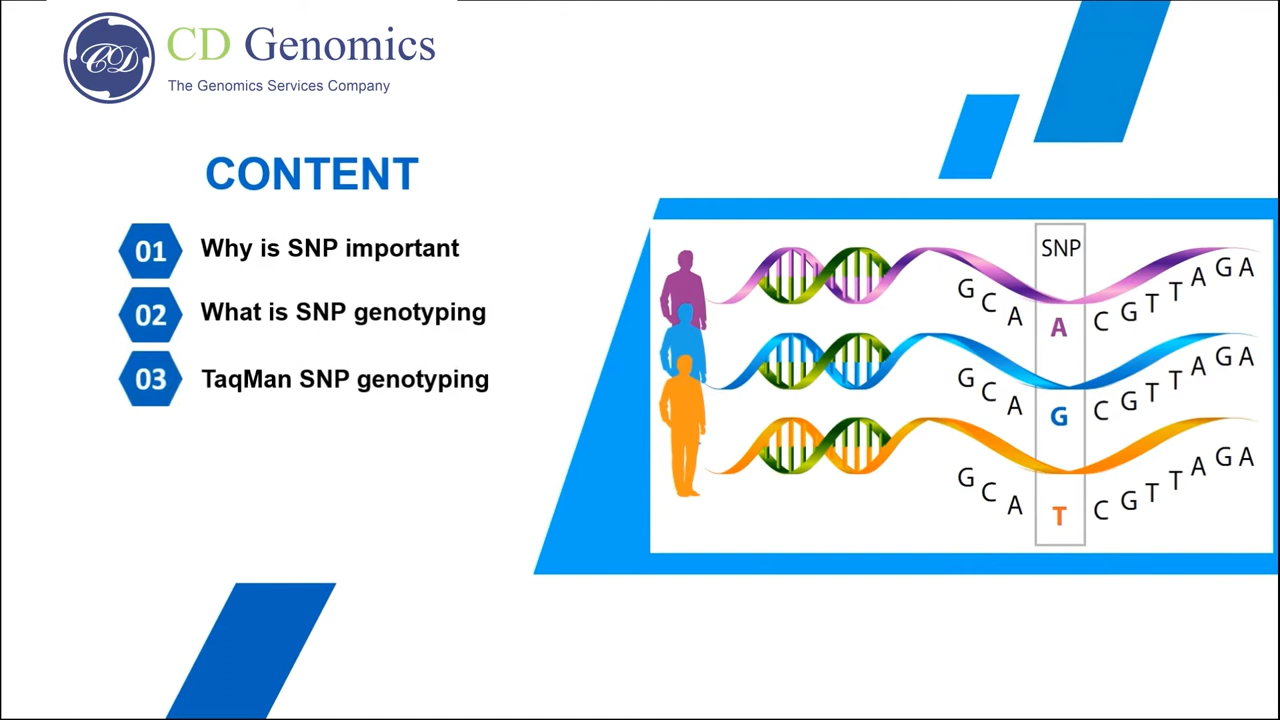 CD
CD Genomics
The Genomics Services Company
CONTENT
01 Why is SNP important
02 What is SNP genotyping
03 TaqMan SNP genotyping
SNP
G C A A C G T T A G A
G C A G C G T T A G A
G C A T C G T T A G A